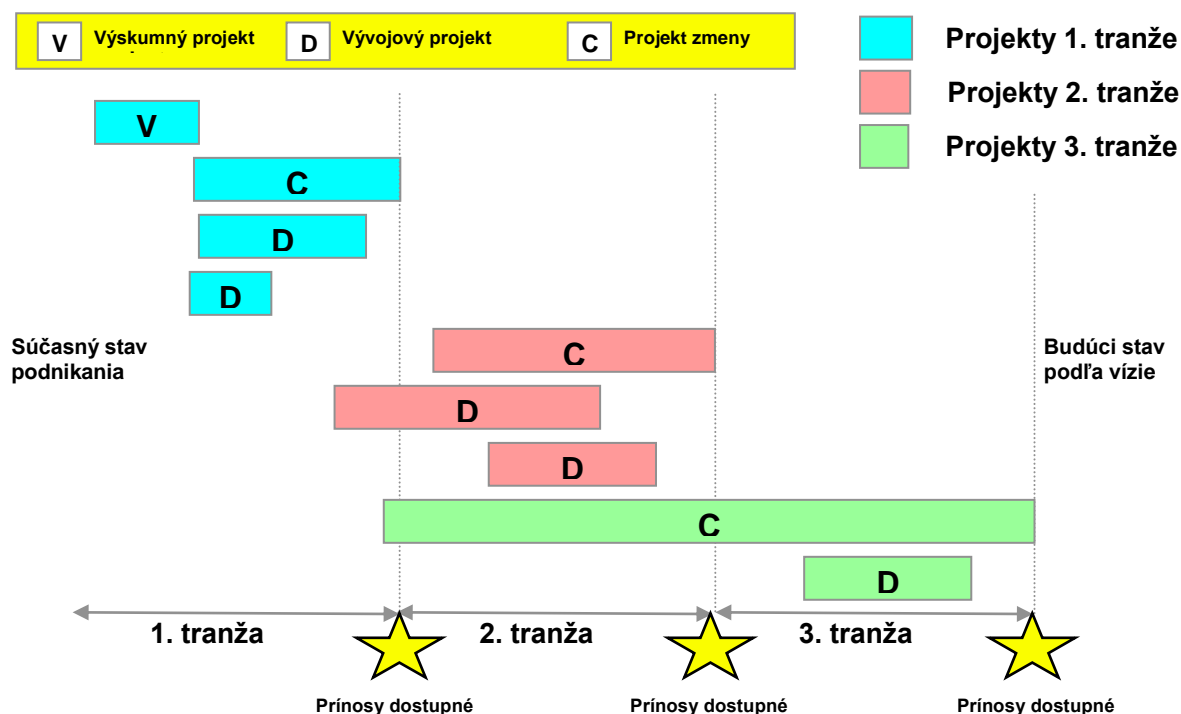 V
Výskumný projekt
D
Vývojový projekt
C
Projekt zmeny
Projekty 1. tranže
Projekty 2. tranže
Projekty 3. tranže
V
C
D
D
Súčasný stav
podnikania
C
Budúci stav
podľa vízie
D
D
C
D
1. tranža
2. tranža
3. tranža
Prínosy dostupné
Prínosy dostupné
Prínosy dostupné